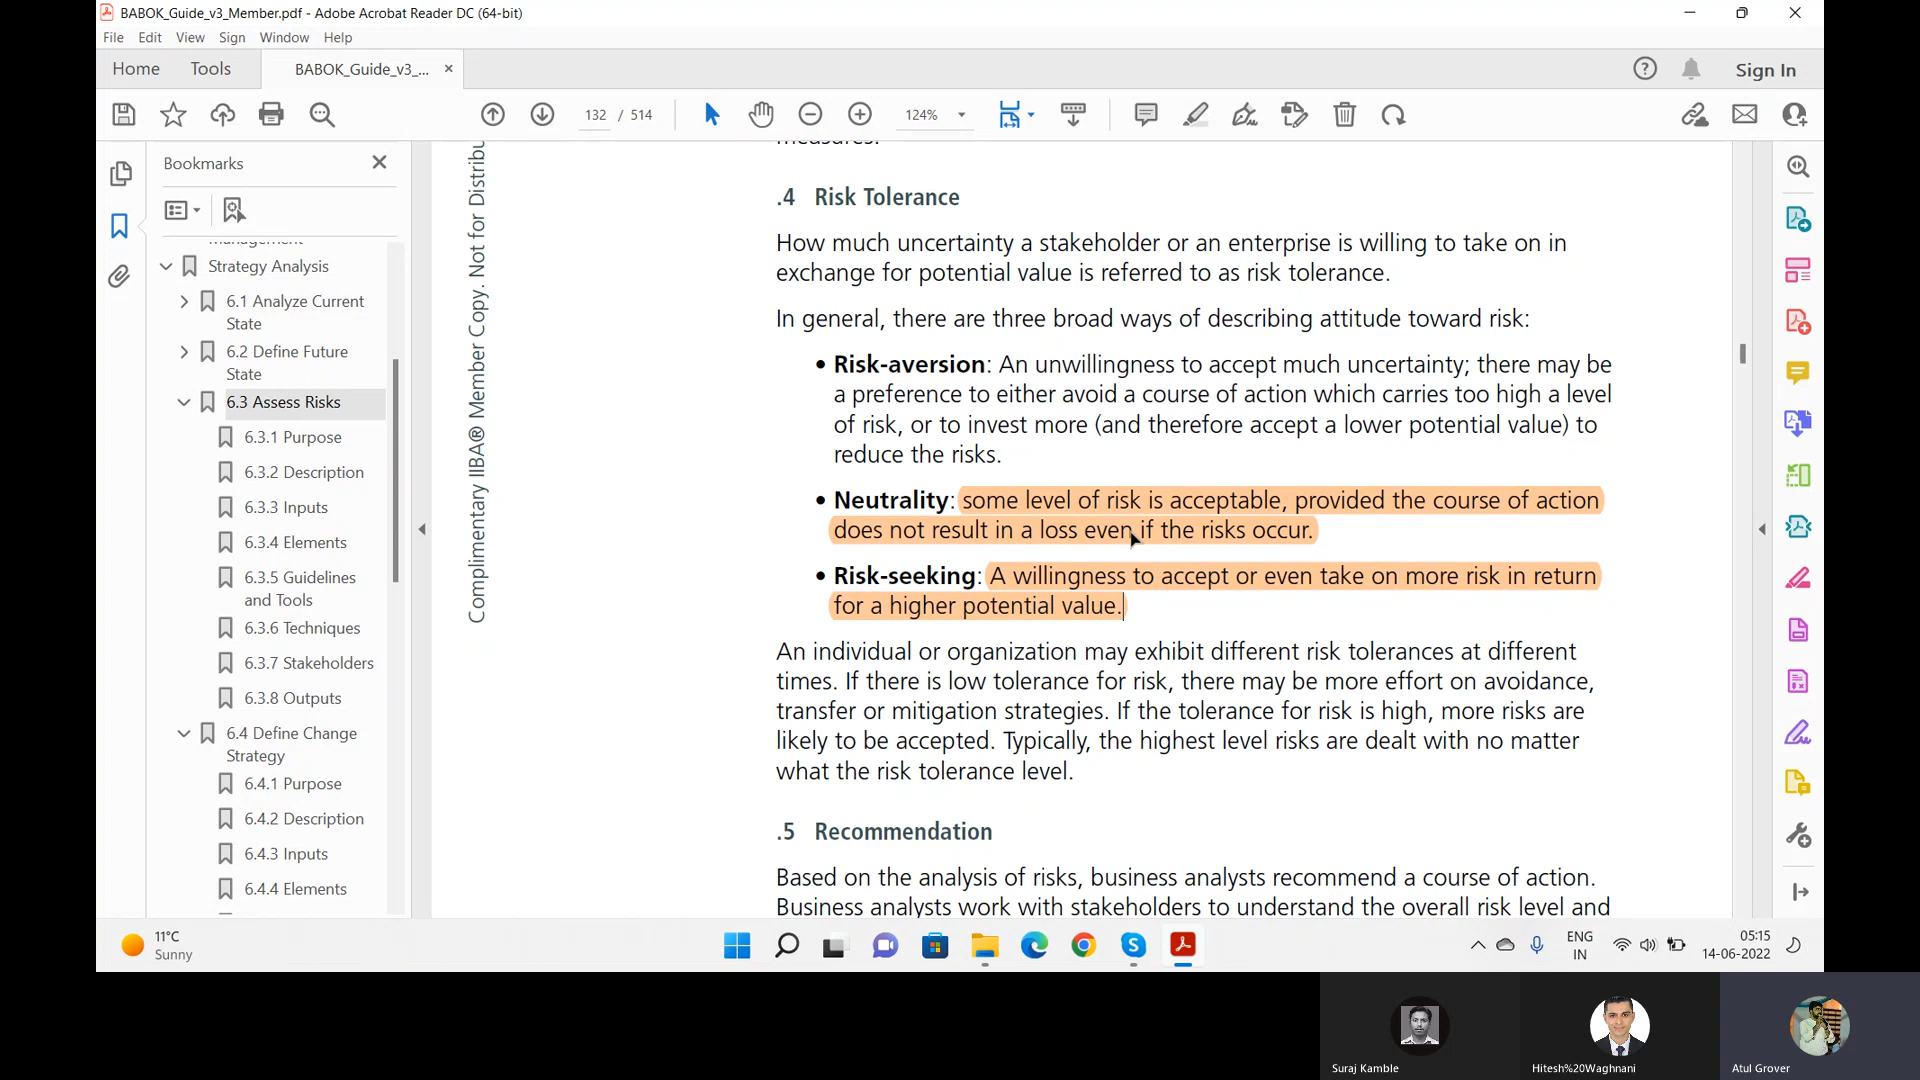 BABOK_Guide_v3_Member.pdf - Adobe Acrobat Reader DC (64-bit)
File Edit View Sign Window Help
Home Tools BABOK_Guide_v3_... × Sign In
132 / 514 124%
Bookmarks
Management
Strategy Analysis
6.1 Analyze Current
State
6.2 Define Future
State
6.3 Assess Risks
6.3.1 Purpose
6.3.2 Description
6.3.3 Inputs
6.3.4 Elements
6.3.5 Guidelines
and Tools
6.3.6 Techniques
6.3.7 Stakeholders
6.3.8 Outputs
6.4 Define Change
Strategy
6.4.1 Purpose
6.4.2 Description
6.4.3 Inputs
6.4.4 Elements
Complimentary IIBA® Member Copy. Not for Distribu
measures.
.4 Risk Tolerance
How much uncertainty a stakeholder or an enterprise is willing to take on in
exchange for potential value is referred to as risk tolerance.
In general, there are three broad ways of describing attitude toward risk:
• Risk-aversion: An unwillingness to accept much uncertainty; there may be
a preference to either avoid a course of action which carries too high a level
of risk, or to invest more (and therefore accept a lower potential value) to
reduce the risks.
• Neutrality: some level of risk is acceptable, provided the course of action
does not result in a loss even if the risks occur.
• Risk-seeking: A willingness to accept or even take on more risk in return
for a higher potential value.
An individual or organization may exhibit different risk tolerances at different
times. If there is low tolerance for risk, there may be more effort on avoidance,
transfer or mitigation strategies. If the tolerance for risk is high, more risks are
likely to be accepted. Typically, the highest level risks are dealt with no matter
what the risk tolerance level.
.5 Recommendation
Based on the analysis of risks, business analysts recommend a course of action.
Business analysts work with stakeholders to understand the overall risk level and
11°C
Sunny
ENG
IN
05:15
14-06-2022
Suraj Kamble
Hitesh%20Waghnani
Atul Grover